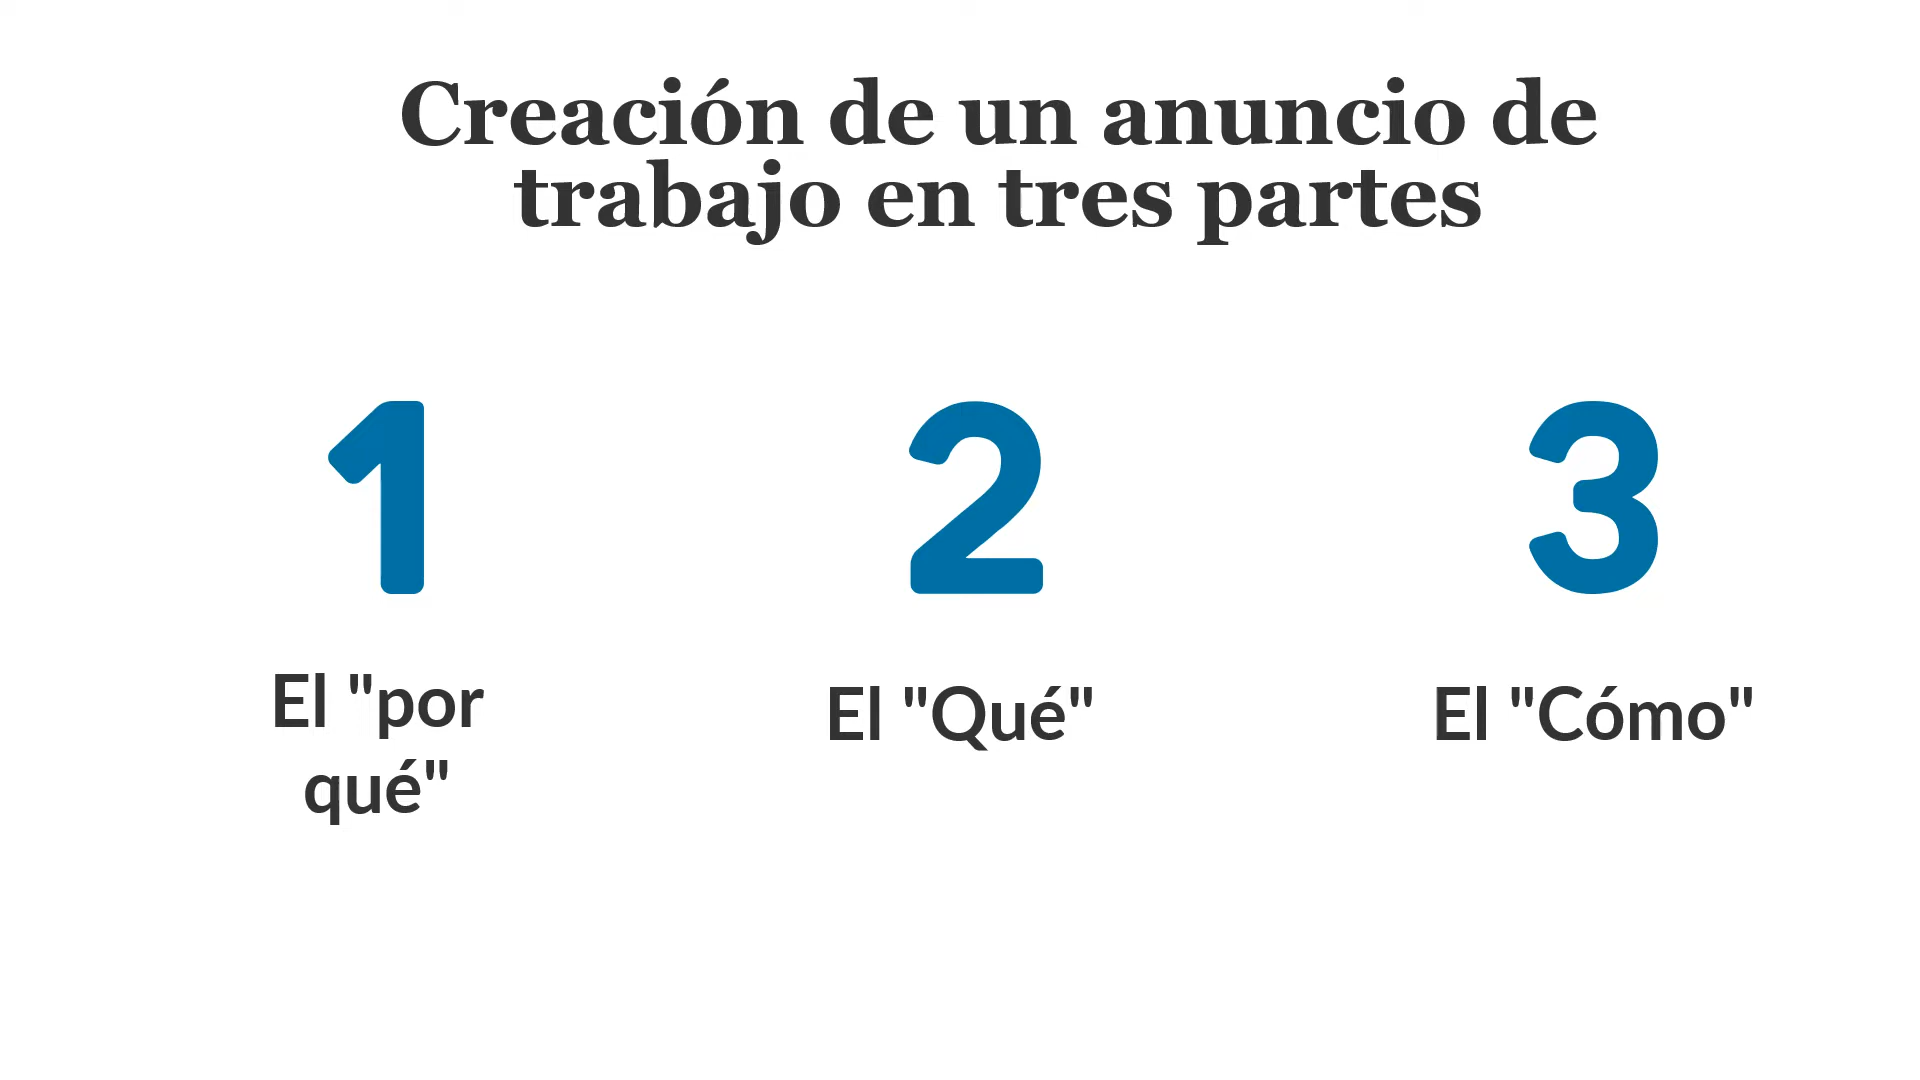 Creación de un anuncio de
trabajo en tres partes
1
El "por
qué"
2
El "Qué"
3
El "Cómo"